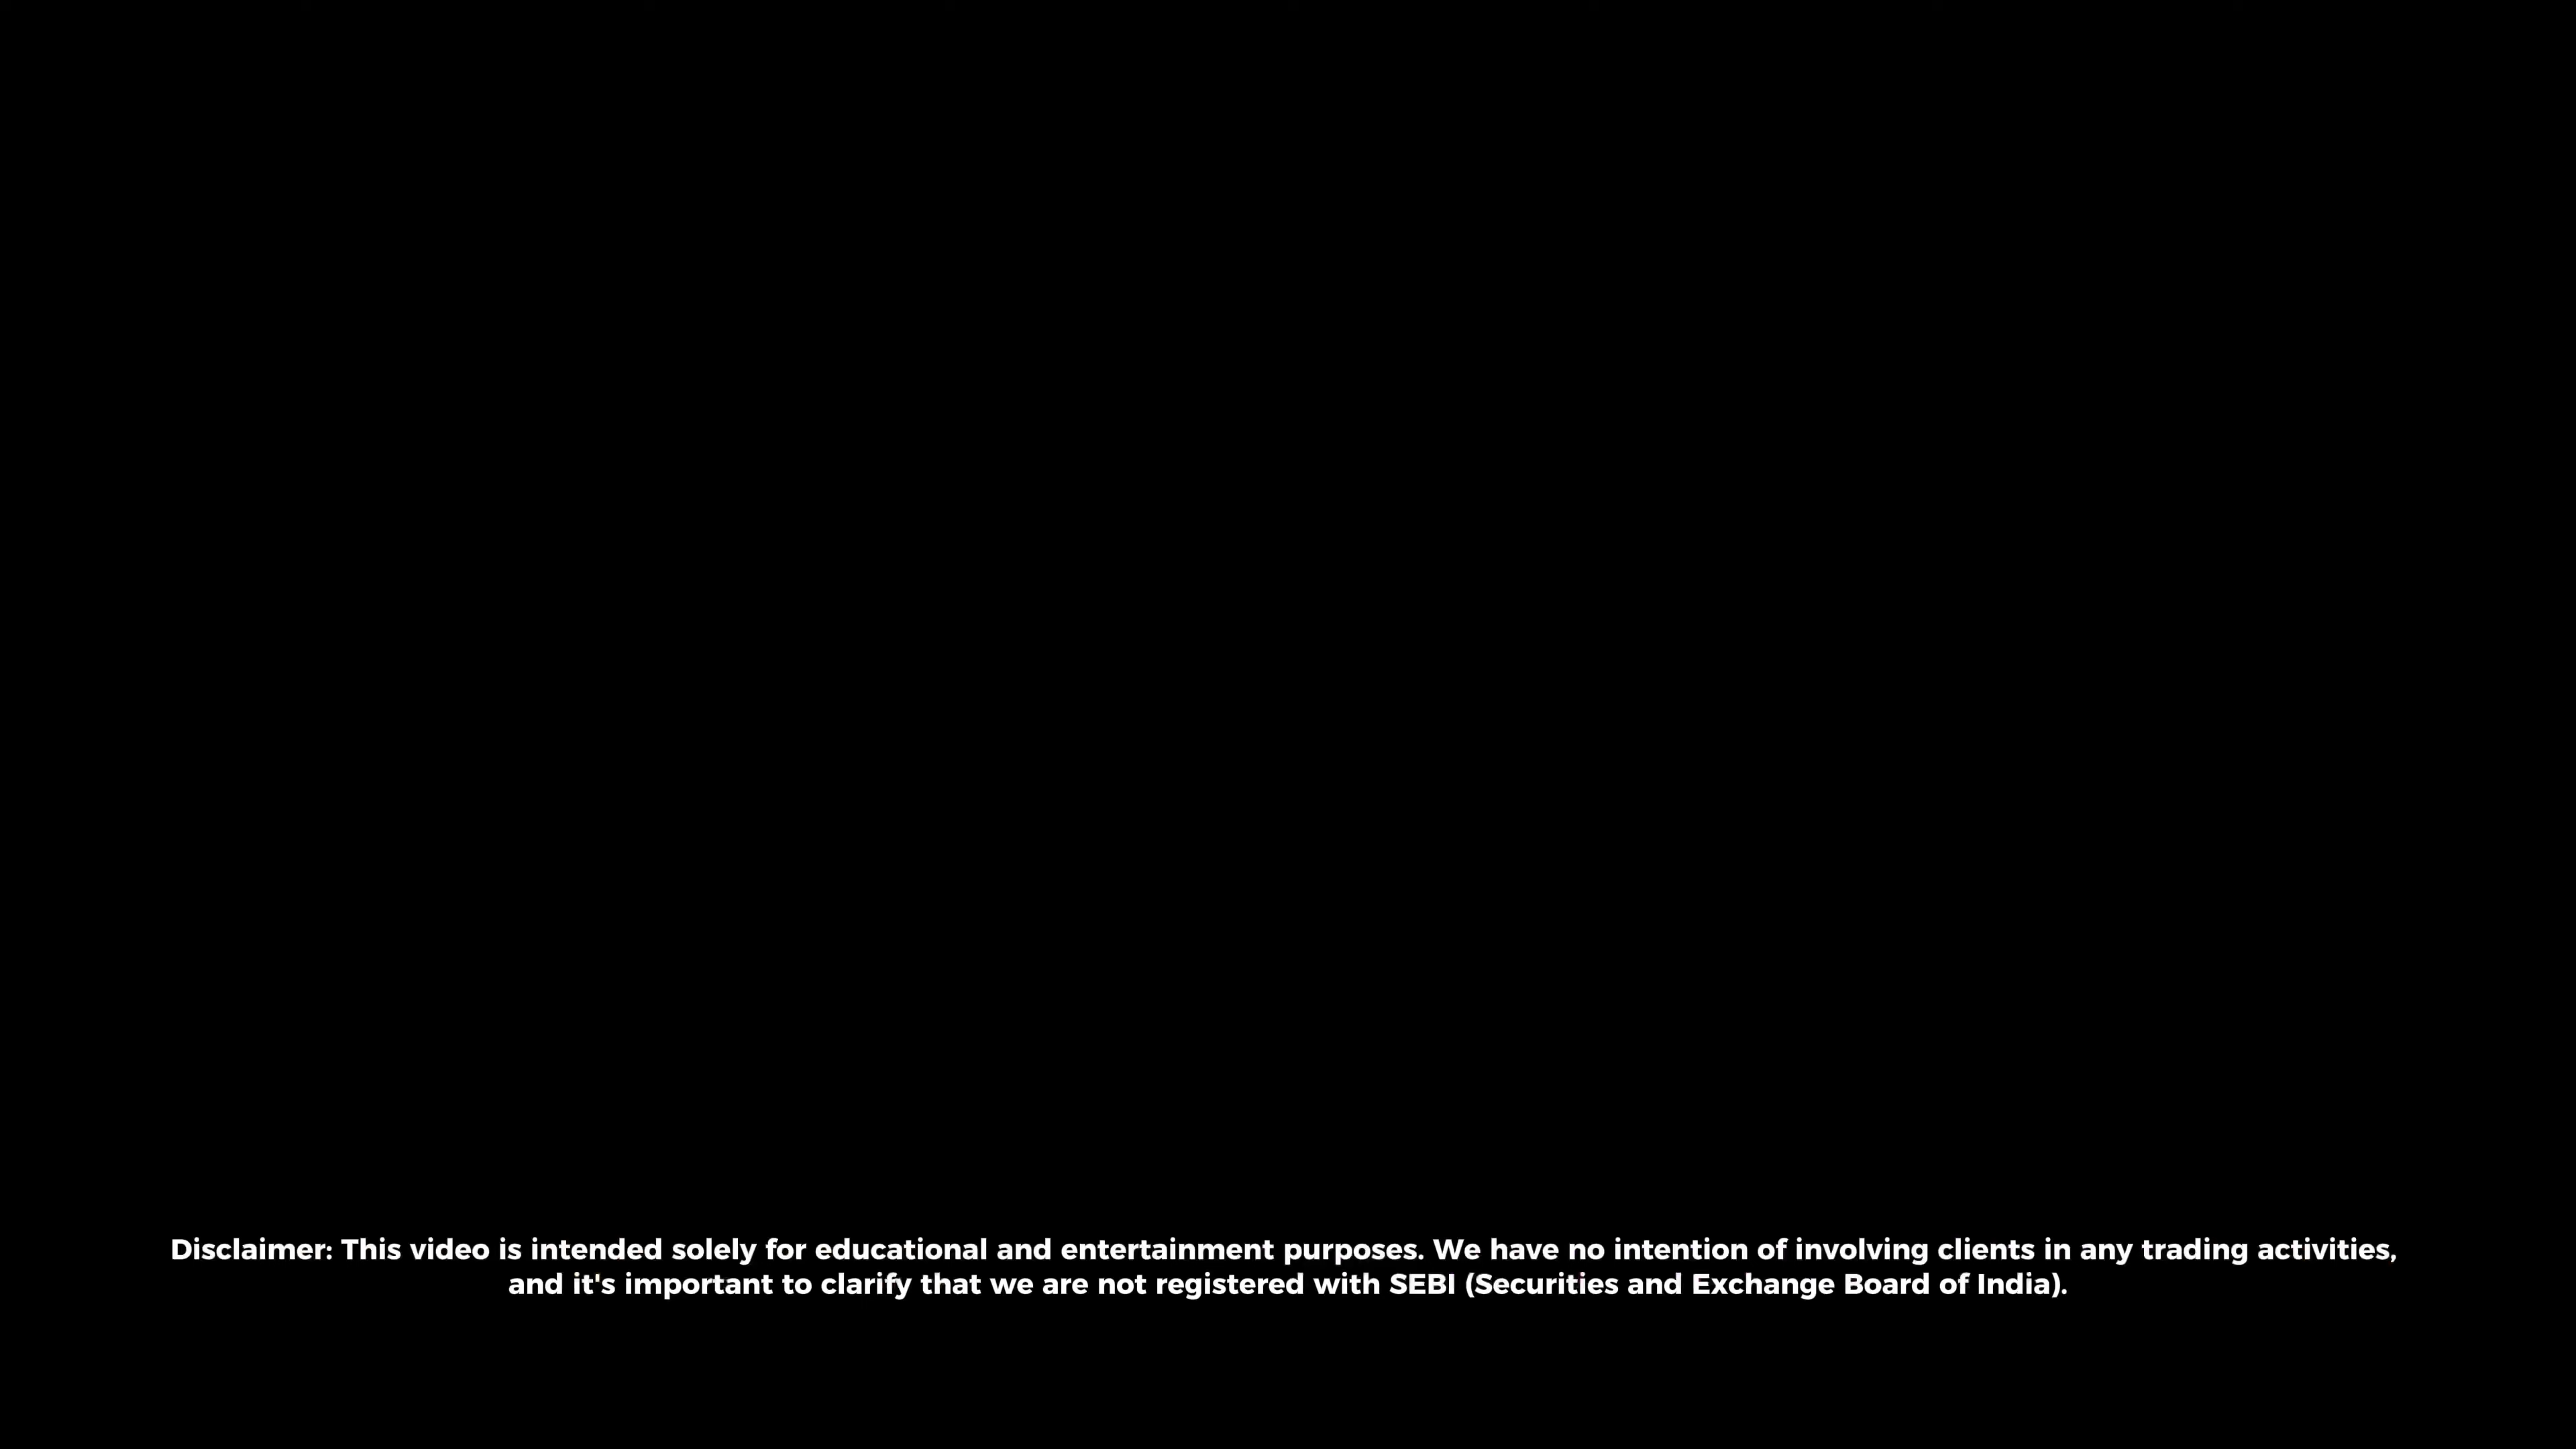 Disclaimer: This video is intended solely for educational and entertainment purposes. We have no intention of involving clients in any trading activities,
and it's important to clarify that we are not registered with SEBI (Securities and Exchange Board of India).